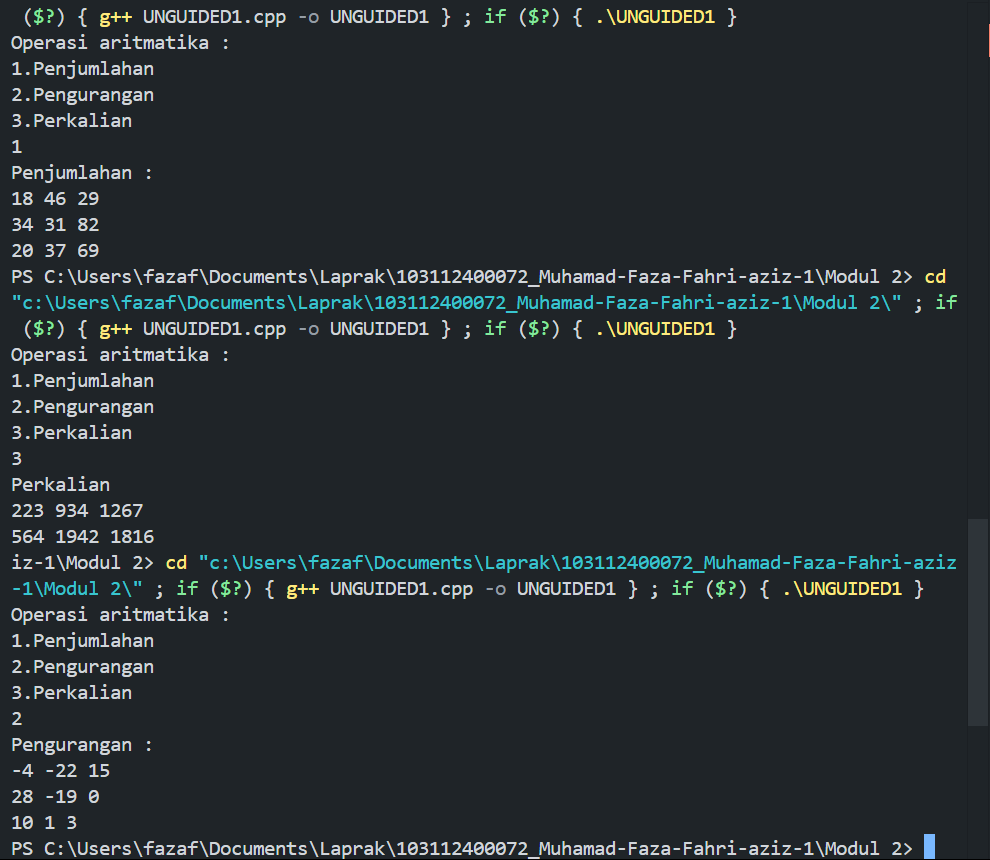 ($?) { g++ UNGUIDED1.cpp -o UNGUIDED1 } ; if ($?) { .\UNGUIDED1 }
Operasi aritmatika :
1.Penjumlahan
2.Pengurangan
3.Perkalian
1
Penjumlahan :
18 46 29
34 31 82
20 37 69
PS C:\Users\fazaf\Documents\Laprak\103112400072_Muhamad-Faza-Fahri-aziz-1\Modul 2> cd
"c:\Users\fazaf\Documents\Laprak\103112400072_Muhamad-Faza-Fahri-aziz-1\Modul 2\" ; if
($?) { g++ UNGUIDED1.cpp -o UNGUIDED1 } ; if ($?) { .\UNGUIDED1 }
Operasi aritmatika :
1.Penjumlahan
2.Pengurangan
3.Perkalian
3
Perkalian
223 934 1267
564 1942 1816
iz-1\Modul 2> cd "c:\Users\fazaf\Documents\Laprak\103112400072_Muhamad-Faza-Fahri-aziz
-1\Modul 2\" ; if ($?) { g++ UNGUIDED1.cpp -o UNGUIDED1 } ; if ($?) { .\UNGUIDED1 }
Operasi aritmatika :
1.Penjumlahan
2.Pengurangan
3.Perkalian
2
Pengurangan :
-4 -22 15
28 -19 0
10 1 3
PS C:\Users\fazaf\Documents\Laprak\103112400072_Muhamad-Faza-Fahri-aziz-1\Modul 2>